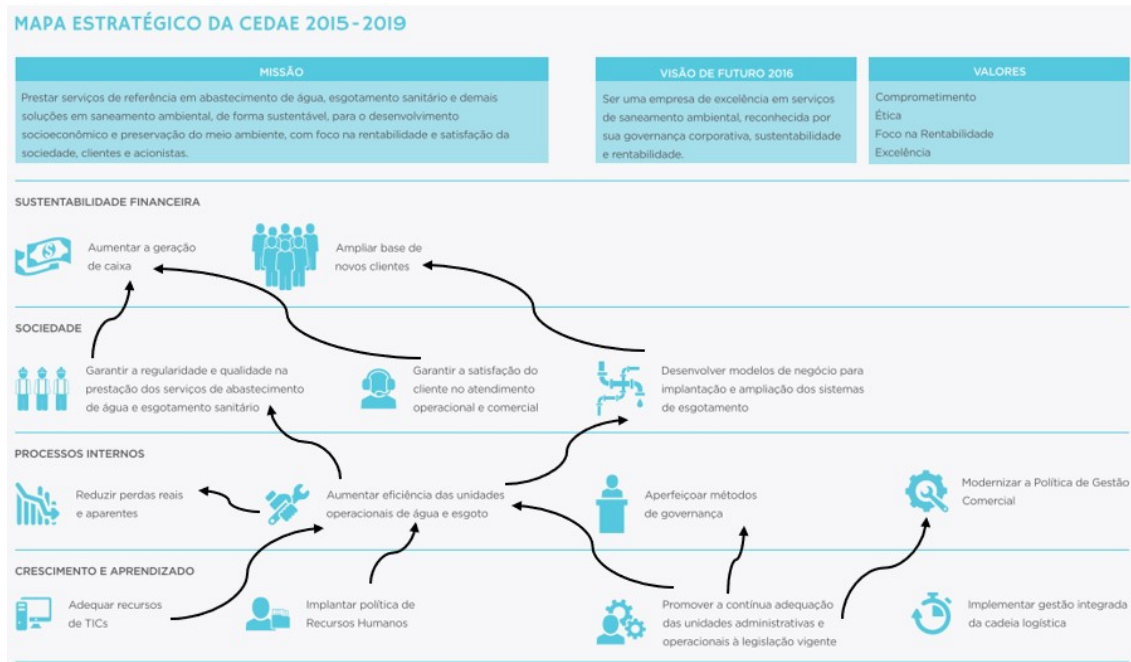 MAPA ESTRATÉGICO DA CEDAE 2015-2019
MISSÃO
Prestar serviços de referência em abastecimento de água, esgotamento sanitário e demais
soluções em saneamento ambiental, de forma sustentável, para o desenvolvimento
socioeconômico e preservação do meio ambiente, com foco na rentabilidade e satisfação da
sociedade, clientes e acionistas.
VISÃO DE FUTURO 2016
Ser uma empresa de excelência em serviços
de saneamento ambiental, reconhecida por
sua governança corporativa, sustentabilidade
e rentabilidade.
VALORES
Comprometimento
Ética
Foco na Rentabilidade
Excelência
SUSTENTABILIDADE FINANCEIRA
$
Aumentar a geração
de caixa
Ampliar base de
novos clientes
SOCIEDADE
Garantir a regularidade e qualidade na
prestação dos serviços de abastecimento
de água e esgotamento sanitário
Garantir a satisfação do
cliente no atendimento
operacional e comercial
Desenvolver modelos de negócio para
implantação e ampliação dos sistemas
de esgotamento
PROCESSOS INTERNOS
Reduzir perdas reais
e aparentes
Aumentar eficiência das unidades
operacionais de água e esgoto
Aperfeiçoar métodos
de governança
Modernizar a Política de Gestão
Comercial
CRESCIMENTO E APRENDIZADO
Adequar recursos
de TICs
Implantar política de
Recursos Humanos
Promover a contínua adequação
das unidades administrativas e
operacionais à legislação vigente
Implementar gestão integrada
da cadeia logística